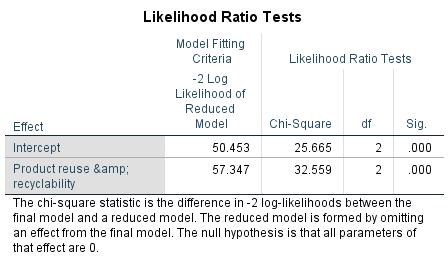 Likelihood Ratio Tests
Model Fitting
Criteria
Likelihood Ratio Tests
-2 Log
Likelihood of
Reduced
Effect Model Chi-Square df Sig.
Intercept 50.453 25.665 2 .000
Product reuse &amp; 57.347 32.559 2 .000
recyclability
The chi-square statistic is the difference in -2 log-likelihoods between the
final model and a reduced model. The reduced model is formed by omitting
an effect from the final model. The null hypothesis is that all parameters of
that effect are 0.